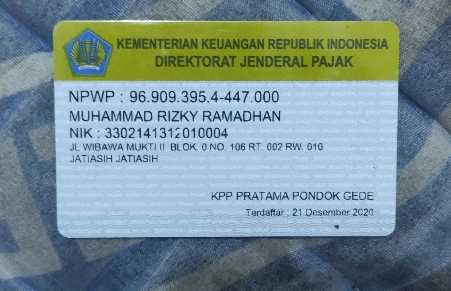 KEMENTERIAN KEUANGAN REPUBLIK INDONESIA
DIREKTORAT JENDERAL PAJAK
NPWP : 96.909.395.4-447.000
MUHAMMAD RIZKY RAMADHAN
NIK : 3302141312010004
JL WIBAWA MUKTI II BLOK. 0 NO. 106 RT. 002 RW. 010
JATIASIH JATIASIH
KPP PRATAMA PONDOK GEDE
Terdaftar : 21 Desember 2020